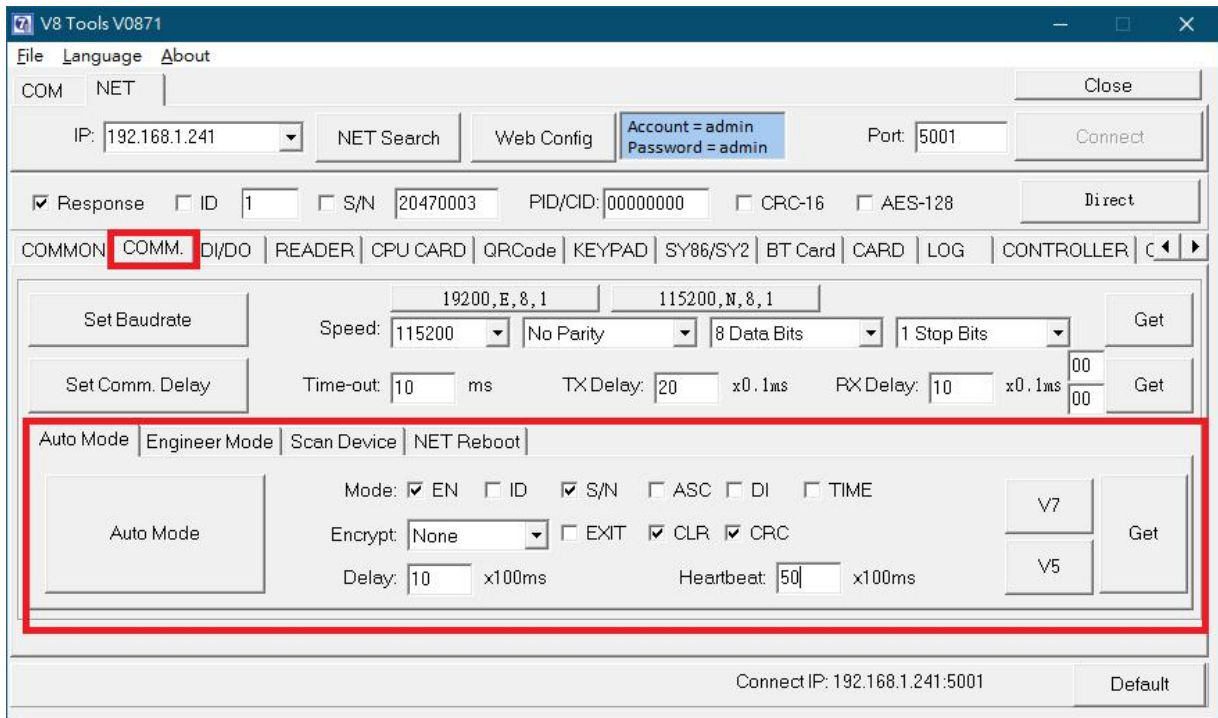 V8 Tools V0871
File Language About
COM NET Close
IP: 192.168.1.241 NET Search Web Config Account = admin Port: 5001 Connect
Password = admin
Response ID 1 S/N 20470003 PID/CID: 00000000 CRC-16 AES-128 Direct
COMMON COMM. DI/DO READER CPU CARD QRCode KEYPAD SY86/SY2 BT Card CARD LOG CONTROLLER
19200,E,8,1 115200,N,8,1
Set Baudrate Speed: 115200 No Parity 8 Data Bits 1 Stop Bits Get
00
Set Comm. Delay Time-out: 10 ms TX Delay: 20 x0.1ms RX Delay: 10 x0.1ms Get
00
Auto Mode Engineer Mode Scan Device NET Reboot
Mode: EN ID S/N ASC DI TIME V7
Auto Mode Encrypt: None EXIT CLR CRC Get
Delay: 10 x100ms Heartbeat: 50 x100ms V5
Connect IP: 192.168.1.241:5001 Default